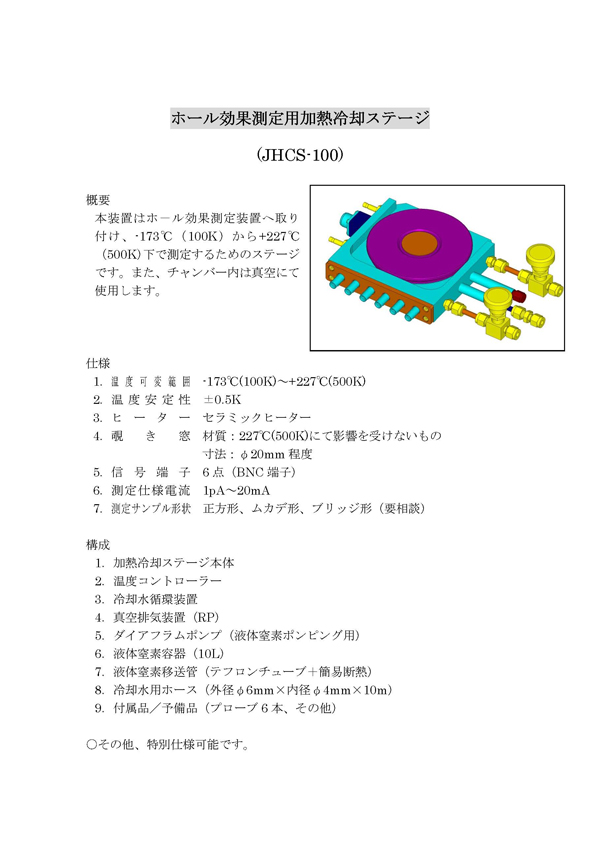 ホール効果測定用加熱冷却ステージ
(JHCS-100)
概要
本装置はホール効果測定装置へ取り
付け、-173℃（100K）から+227℃
(500K)下で測定するためのステージ
です。また、チャンバー内は真空にて
使用します。
仕様
1. 温度可変範囲 -173℃(100K)～+227℃(500K)
2. 温度安定性 ±0.5K
3. ヒーター セラミックヒーター
4. 覗き窓 材質：227℃(500K)にて影響を受けないもの
寸法：φ20mm 程度
5. 信号端子 6点（BNC 端子）
6. 測定仕様電流 1pA～20mA
7. 測定サンプル形状 正方形、ムカデ形、ブリッジ形（要相談）
構成
1. 加熱冷却ステージ本体
2. 温度コントローラー
3. 冷却水循環装置
4. 真空排気装置（RP）
5. ダイアフラムポンプ（液体窒素ポンピング用）
6. 液体窒素容器（10L）
7. 液体窒素移送管（テフロンチューブ＋簡易断熱）
8. 冷却水用ホース（外径φ6mm×内径φ4mm×10m）
9. 付属品／予備品（プローブ 6 本、その他）
○その他、特別仕様可能です。